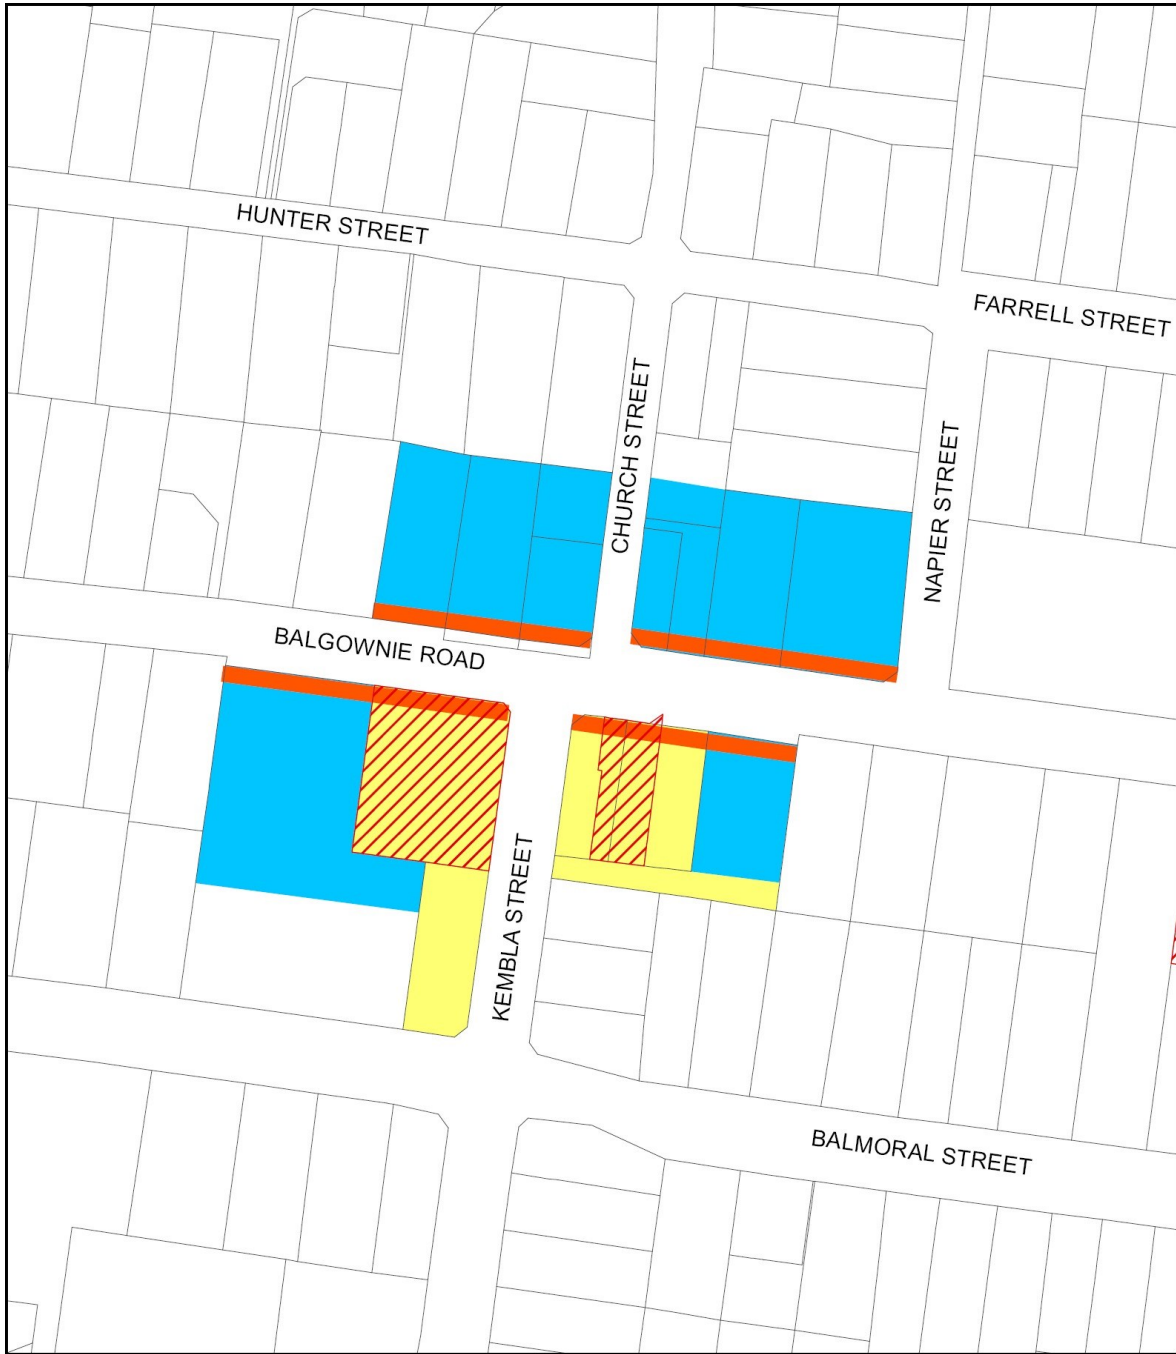 HUNTER STREET
FARRELL STREET
CHURCH STREET
NAPIER STREET
BALGOWNIE ROAD
KEMBLA STREET
BALMORAL STREET